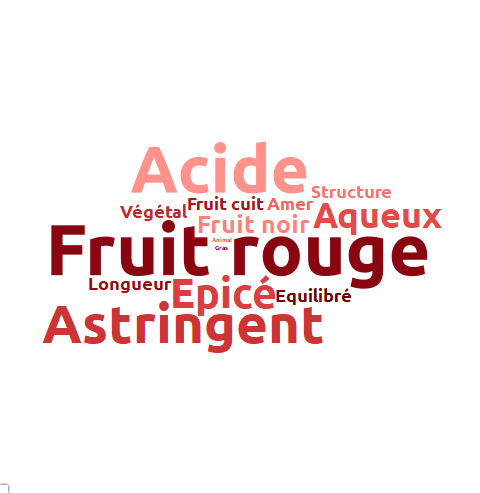 Acide
Structure
Fruit cuit Amer
Végétal
Aqueux
Fruit noir
Fruit rouge
Animal
Gras
Longueur
Epicé
Equilibré
Astringent